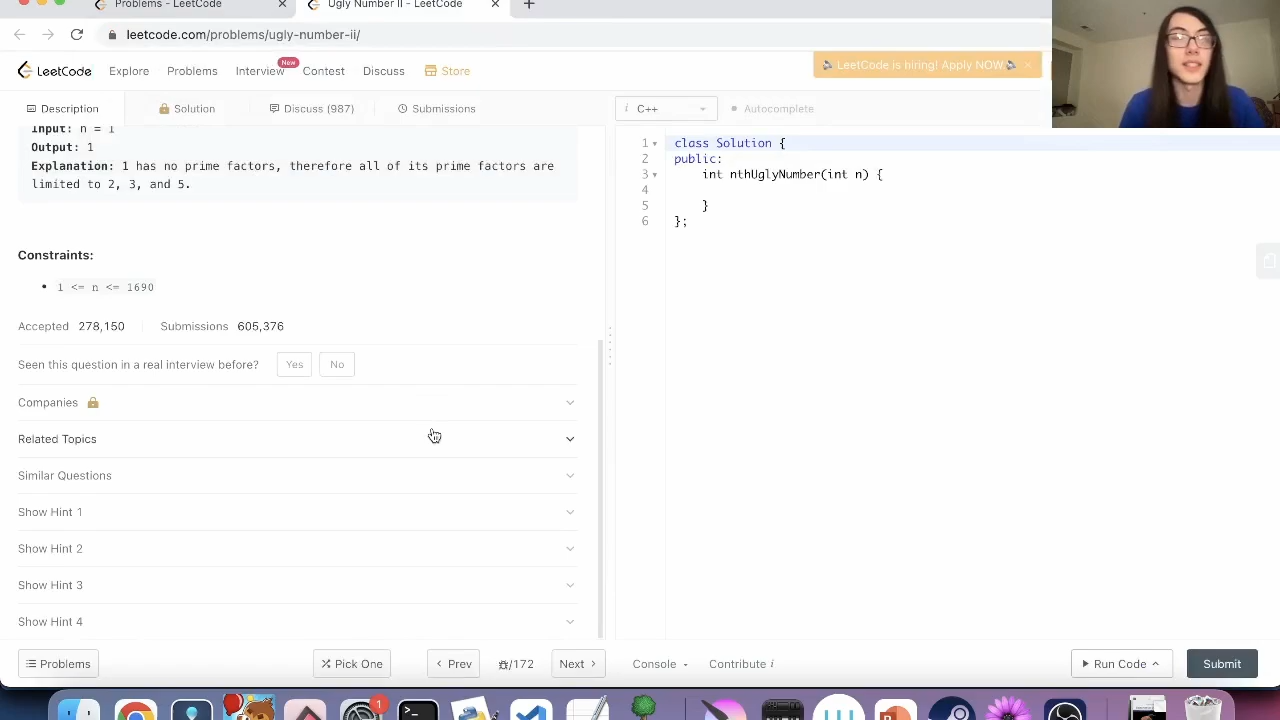 Problems - LeetCode
Ugly Number II - LeetCode
leetcode.com/problems/ugly-number-ii/
LeetCode
Explore
Problems
Interview
New
Contest
Discuss
Store
LeetCode is hiring! Apply NOW
Description
Solution
Discuss (987)
Submissions
i C++
Autocomplete
Input: n = 1
Output: 1
Explanation: 1 has no prime factors, therefore all of its prime factors are
limited to 2, 3, and 5.
Constraints:
1 <= n <= 1690
Accepted 278,150
Submissions 605,376
Seen this question in a real interview before?
Yes
No
Companies
Related Topics
Similar Questions
Show Hint 1
Show Hint 2
Show Hint 3
Show Hint 4
1 class Solution {
2 public:
3 int nthUglyNumber(int n) {
4
5 }
6 };
Problems
Pick One
Prev
/172
Next
Console
Contribute i
Run Code
Submit
1